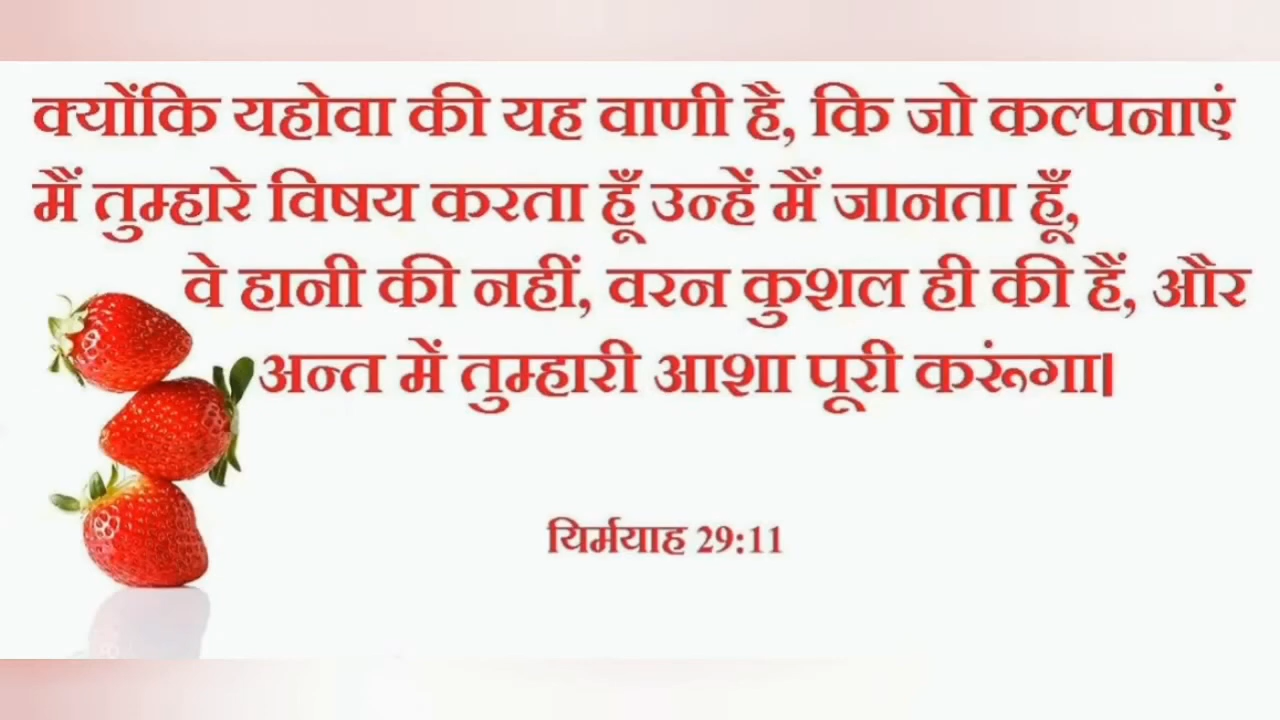 क्योंकि यहोवा की यह वाणी है, कि जो कल्पनाएं
मैं तुम्हारे विषय करता हूँ उन्हें मैं जानता हूँ,
वे हानी की नहीं, वरन कुशल ही की हैं, और
अन्त में तुम्हारी आशा पूरी करूंगा।
यिर्मयाह 29:11